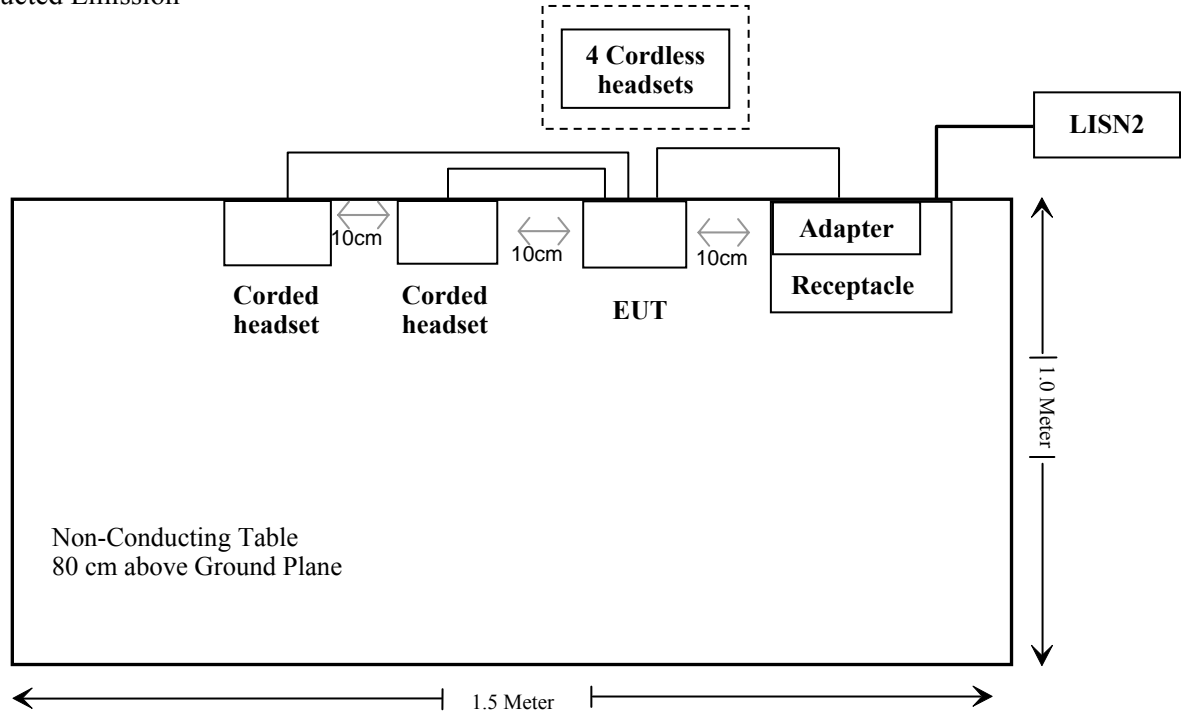 Emission
4 Cordless
headsets
LISN2
10cm
10cm
10cm
Adapter
Receptacle
Corded
headset
Corded
headset
EUT
1.0 Meter
Non-Conducting Table
80 cm above Ground Plane
1.5 Meter